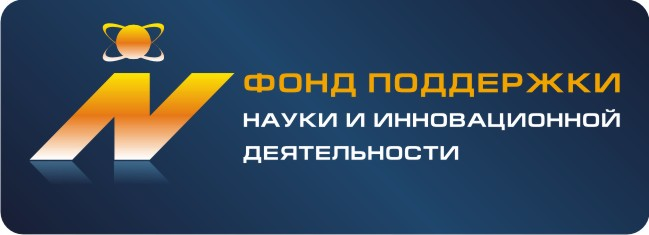 ФОНД ПОДДЕРЖКИ
НАУКИ И ИННОВАЦИОННОЙ
ДЕЯТЕЛЬНОСТИ